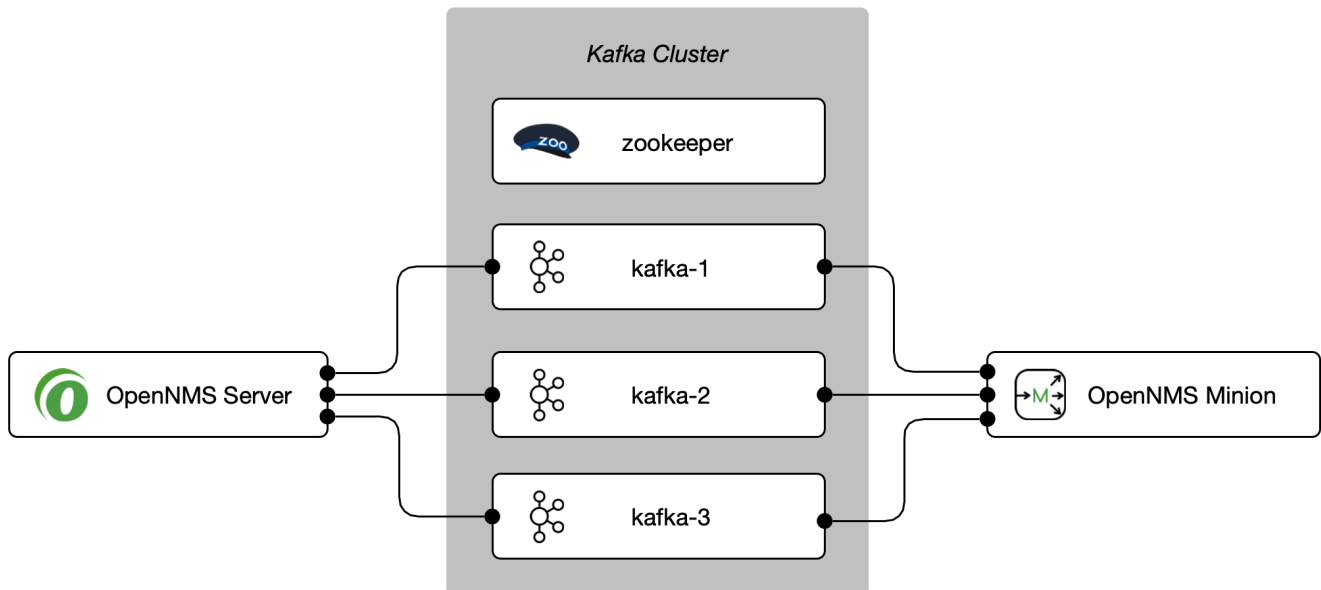 Kafka Cluster
ZOO
zookeeper
kafka-1
OpenNMS Server
kafka-2
M
OpenNMS Minion
kafka-3